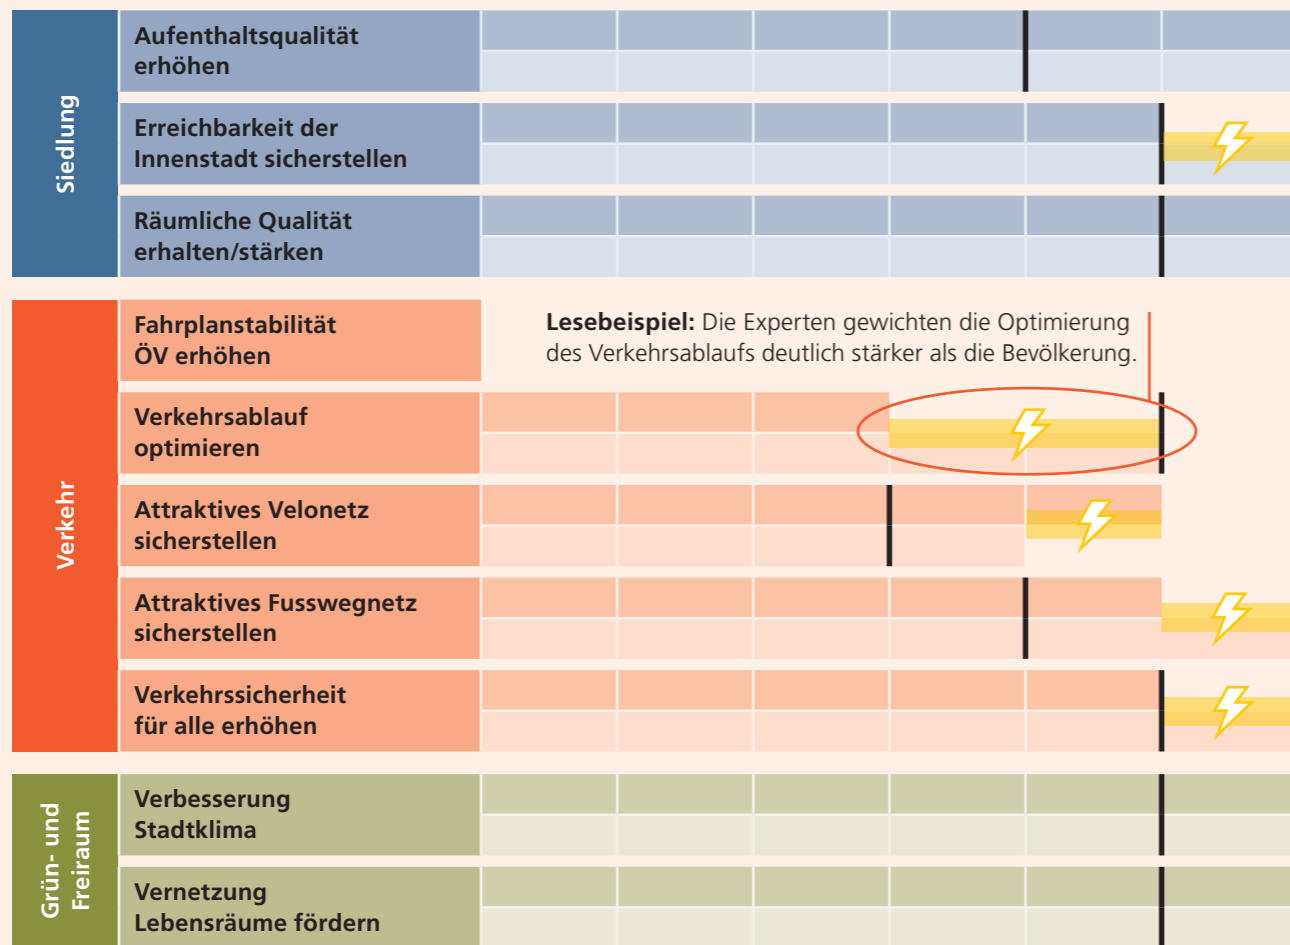 Siedlung
Aufenthaltsqualität
erhöhen
Erreichbarkeit der
Innenstadt sicherstellen
Räumliche Qualität
erhalten/stärken
Verkehr
Fahrplanstabilität
ÖV erhöhen
Lesebeispiel: Die Experten gewichten die Optimierung
des Verkehrsablaufs deutlich stärker als die Bevölkerung.
Verkehrsablauf
optimieren
Attraktives Velonetz
sicherstellen
Attraktives Fusswegnetz
sicherstellen
Verkehrssicherheit
für alle erhöhen
Grün- und
Freiraum
Verbesserung
Stadtklima
Vernetzung
Lebensräume fördern